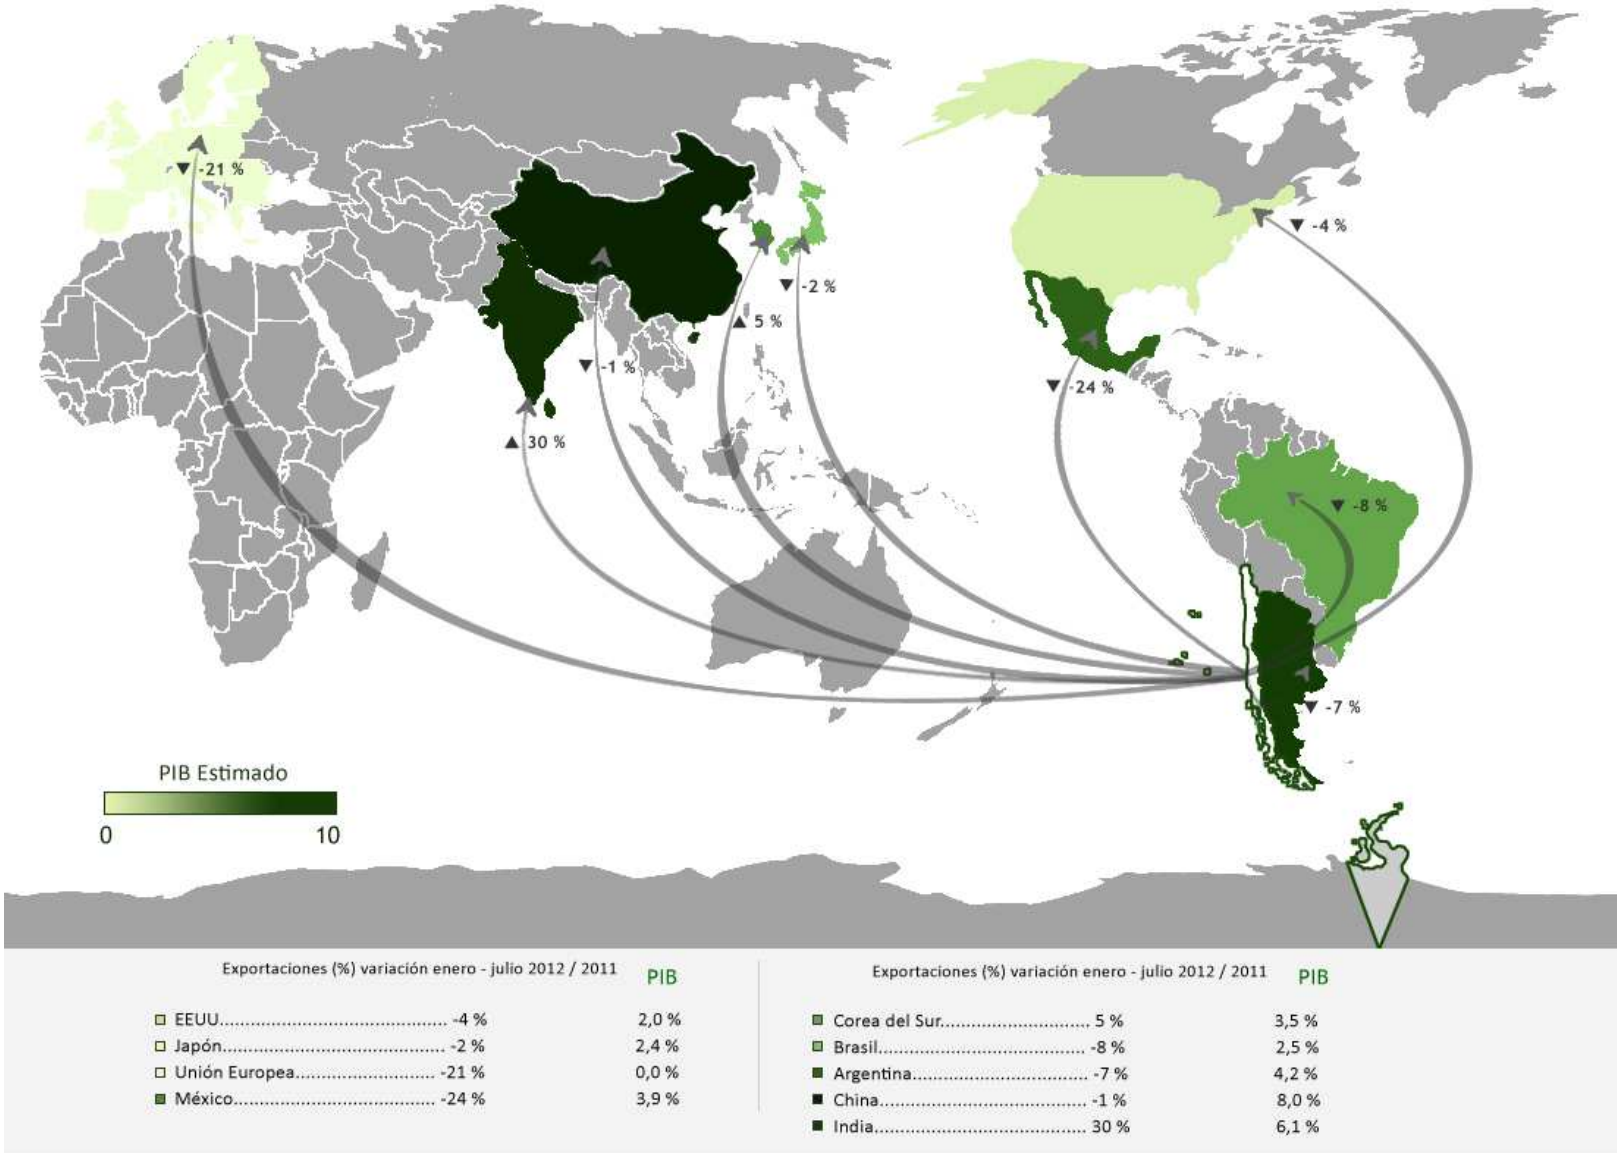 ▼ -21 %
▼ -4 %
▼ -2 %
▲ 5 %
▼ -1 %
▼ -24 %
▲ 30 %
▼ -8 %
▼ -7 %
PIB Estimado
0 10
Exportaciones (%) variación enero - julio 2012 / 2011 PIB
EEUU.......................................... -4 % 2,0 %
Japón......................................... -2 % 2,4 %
Unión Europea......................... -21 % 0,0 %
México..................................... -24 % 3,9 %
Exportaciones (%) variación enero - julio 2012 / 2011 PIB
Corea del Sur........................... 5 % 3,5 %
Brasil...................................... -8 % 2,5 %
Argentina................................ -7 % 4,2 %
China...................................... -1 % 8,0 %
India....................................... 30 % 6,1 %